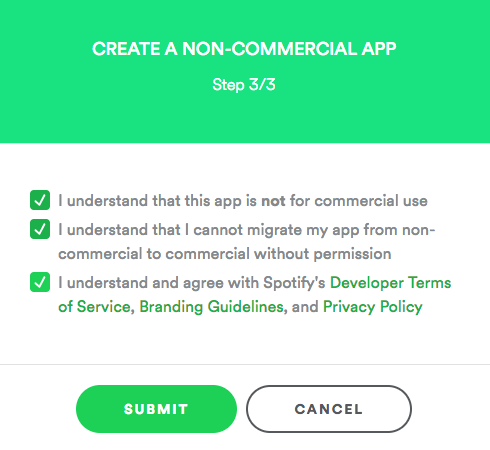 CREATE A NON-COMMERCIAL APP
Step 3/3
I understand that this app is not for commercial use
I understand that I cannot migrate my app from non-
commercial to commercial without permission
I understand and agree with Spotify's Developer Terms
of Service, Branding Guidelines, and Privacy Policy
SUBMIT
CANCEL